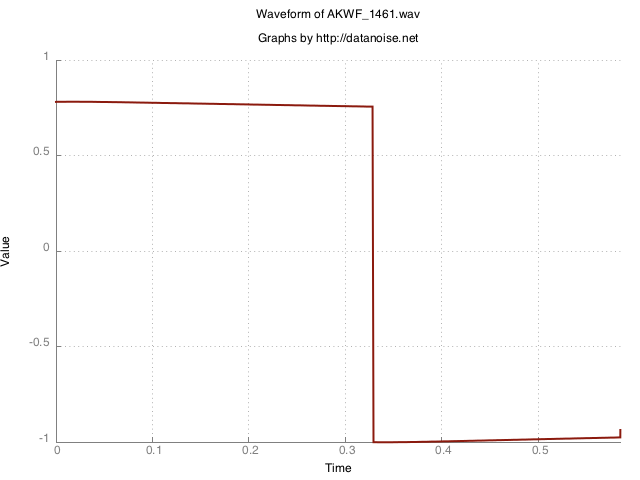 Waveform of AKWF_1461.wav
Graphs by http://datanoise.net
1
0.5
0
-0.5
-1
Value
0 0.1 0.2 0.3 0.4 0.5
Time